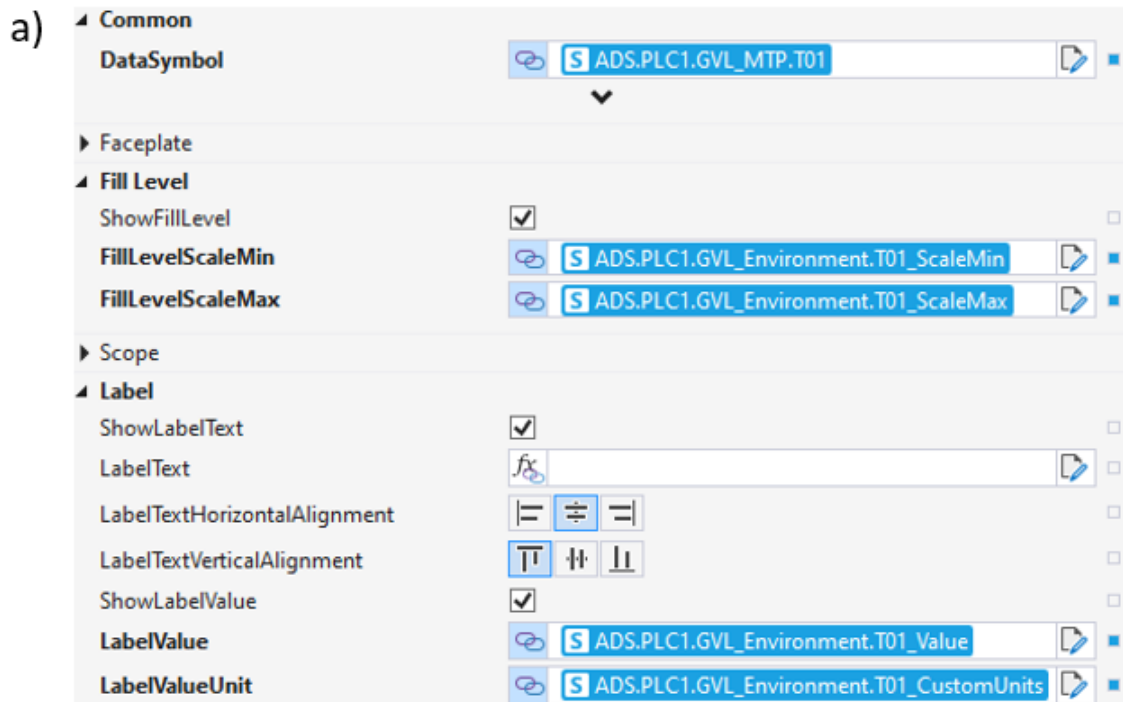 a)
Common
DataSymbol S ADS.PLC1.GVL_MTP.T01
Faceplate
Fill Level
ShowFillLevel
FillLevelScaleMin S ADS.PLC1.GVL_Environment.T01_ScaleMin
FillLevelScaleMax S ADS.PLC1.GVL_Environment.T01_ScaleMax
Scope
Label
ShowLabelText
LabelText fx
LabelTextHorizontalAlignment
LabelTextVerticalAlignment
ShowLabelValue
LabelValue S ADS.PLC1.GVL_Environment.T01_Value
LabelValueUnit S ADS.PLC1.GVL_Environment.T01_CustomUnits